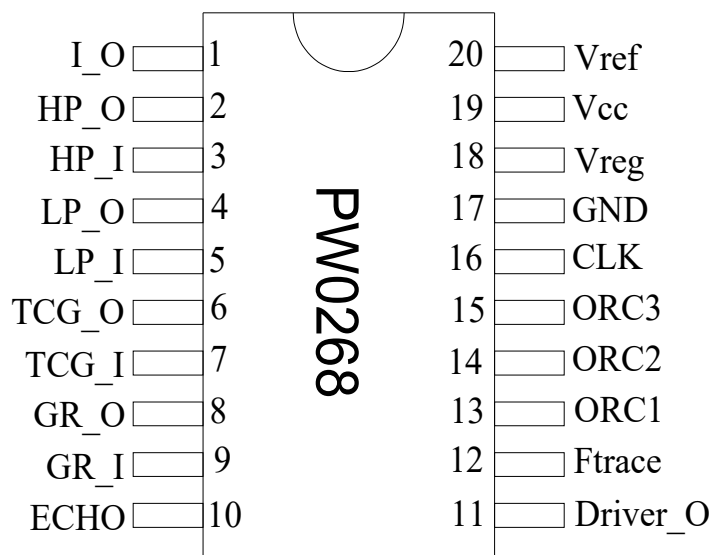 I_O 1 20 Vref
HP_O 2 19 Vcc
HP_I 3 18 Vreg
LP_O 4 17 GND
LP_I 5 16 CLK
TCG_O 6 15 ORC3
TCG_I 7 14 ORC2
GR_O 8 13 ORC1
GR_I 9 12 Ftrace
ECHO 10 11 Driver_O
PW0268